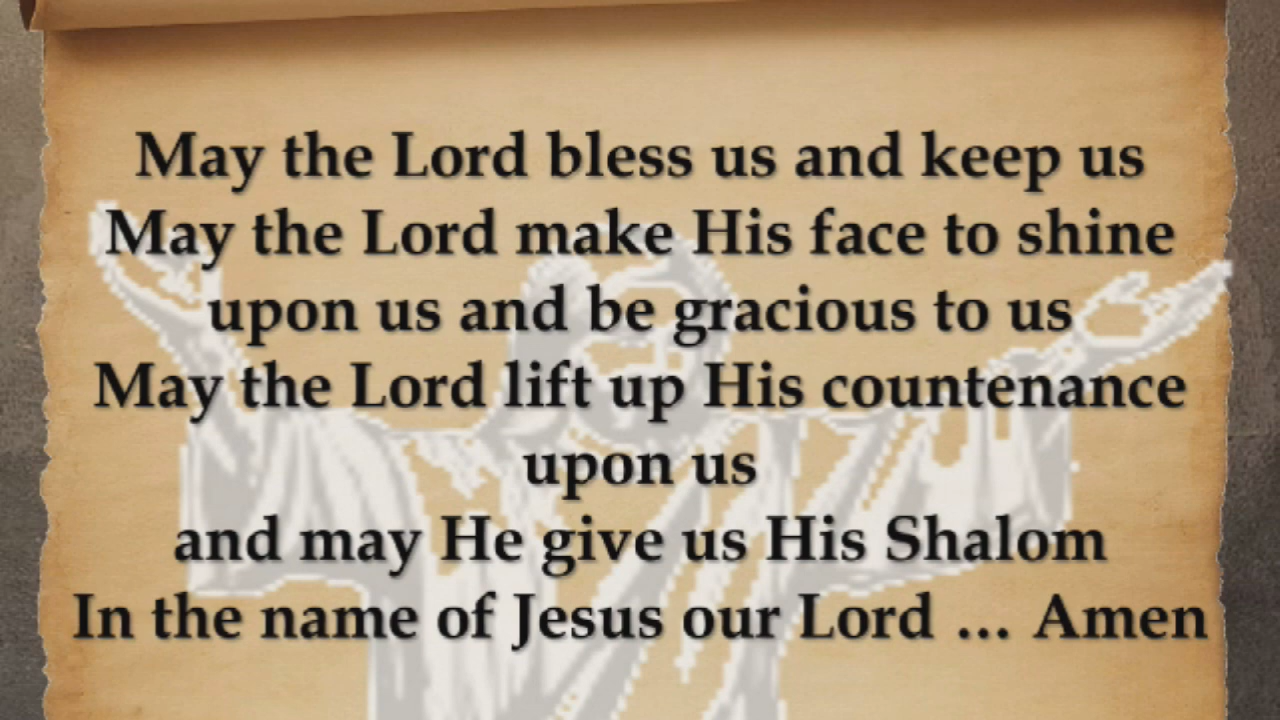 May the Lord bless us and keep us
May the Lord make His face to shine
upon us and be gracious to us
May the Lord lift up His countenance
upon us
and may He give us His Shalom
In the name of Jesus our Lord … Amen